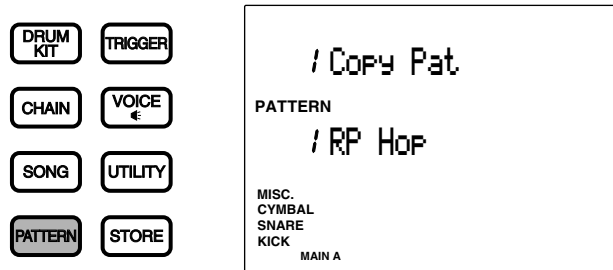 DRUM
KIT
TRIGGER
CHAIN
VOICE
SONG
UTILITY
PATTERN
STORE
1 Copy Pat
PATTERN
1 RP Hop
MISC.
CYMBAL
SNARE
KICK
MAIN A